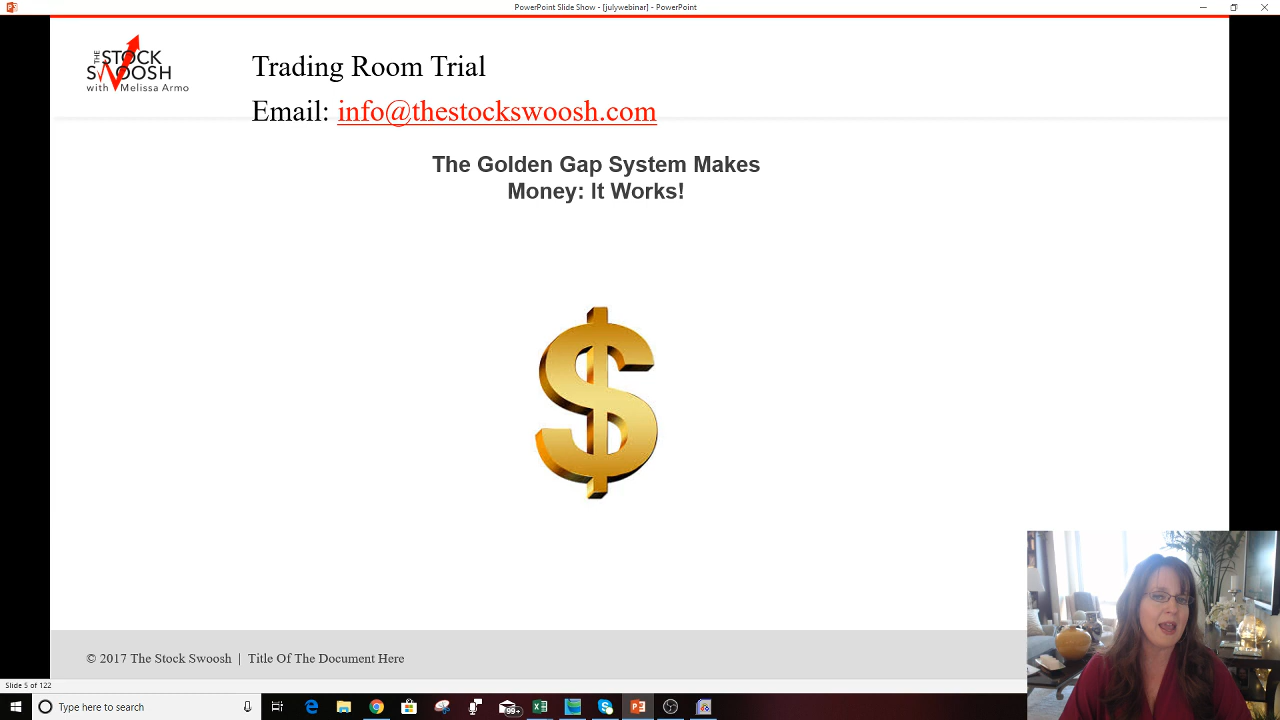 PowerPoint Slide Show - [julywebinar] - PowerPoint
THE STOCK
SWOOSH
with Melissa Armo
Trading Room Trial
Email: info@thestockswoosh.com
The Golden Gap System Makes
Money: It Works!
$
© 2017 The Stock Swoosh | Title Of The Document Here
Slide 5 of 122
Type here to search
99+